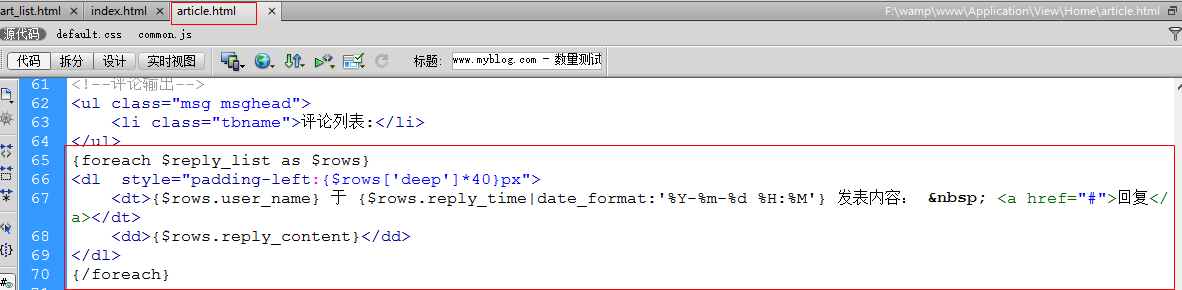 art_list.html × index.html × article.html × F:\wamp\www\Application\View\Home\article.html
源代码 default.css common.js
代码 拆分 设计 实时视图 标题: www.myblog.com - 数量测试
61 <!--评论输出-->
62 <ul class="msg msghead">
63 <li class="tbname">评论列表:</li>
64 </ul>
65 {foreach $reply_list as $rows}
66 <dl  style="padding-left:{$rows['deep']*40}px">
67 <dt>{$rows.user_name} 于 {$rows.reply_time|date_format:'%Y-%m-%d %H:%M'} 发表内容： &nbsp; <a href="#">回复</
a></dt>
68 <dd>{$rows.reply_content}</dd>
69 </dl>
70 {/foreach}